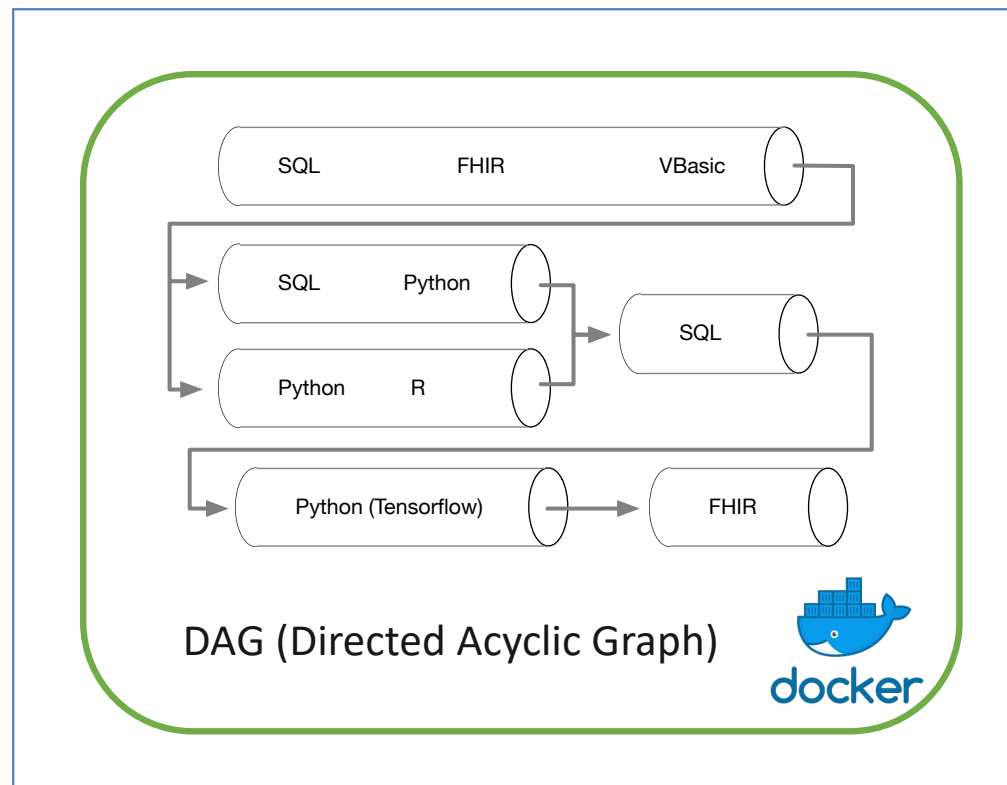 SQL FHIR VBasic
SQL Python
SQL
Python R
Python (Tensorflow) FHIR
DAG (Directed Acyclic Graph)
docker